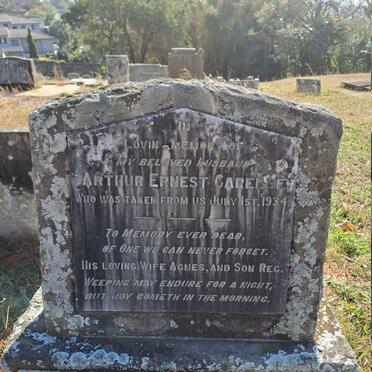 IN
LOVING MEMORY OF
MY BELOVED HUSBAND
ARTHUR ERNEST
WHO WAS TAKEN FROM US JULY 1ST, 1934
TO MEMORY EVER DEAR,
OF ONE WE CAN NEVER FORGET.
HIS LOVING WIFE AGNES, AND SON REG.
WEEPING MAY ENDURE FOR A NIGHT,
BUT JOY COMETH IN THE MORNING.